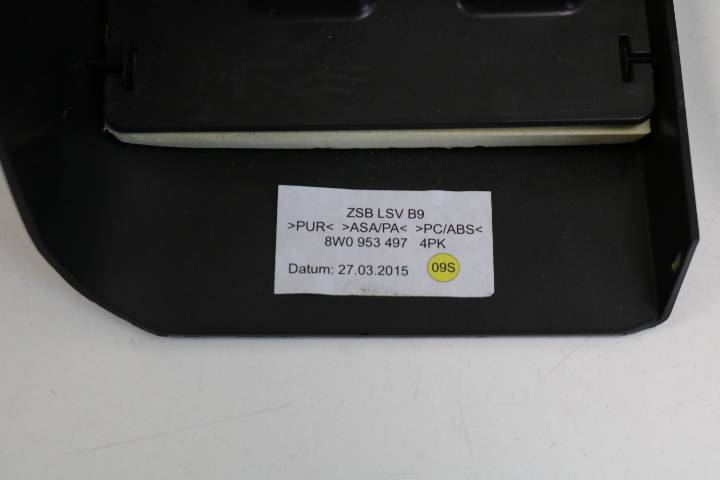 ZSB LSV B9
>PUR< >ASA/PA< >PC/ABS<
8W0 953 497 4PK
Datum: 27.03.2015 09S